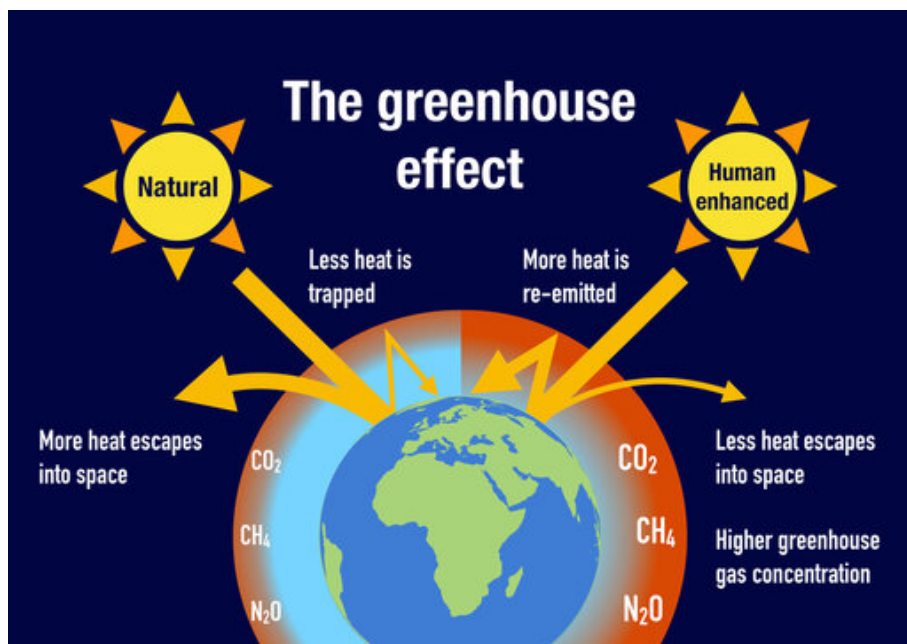 The greenhouse
effect
Natural
Human
enhanced
Less heat is
trapped
More heat is
re-emitted
More heat escapes
into space
CO₂
CH₄
N₂O
CO₂
CH₄
N₂O
Less heat escapes
into space
Higher greenhouse
gas concentration